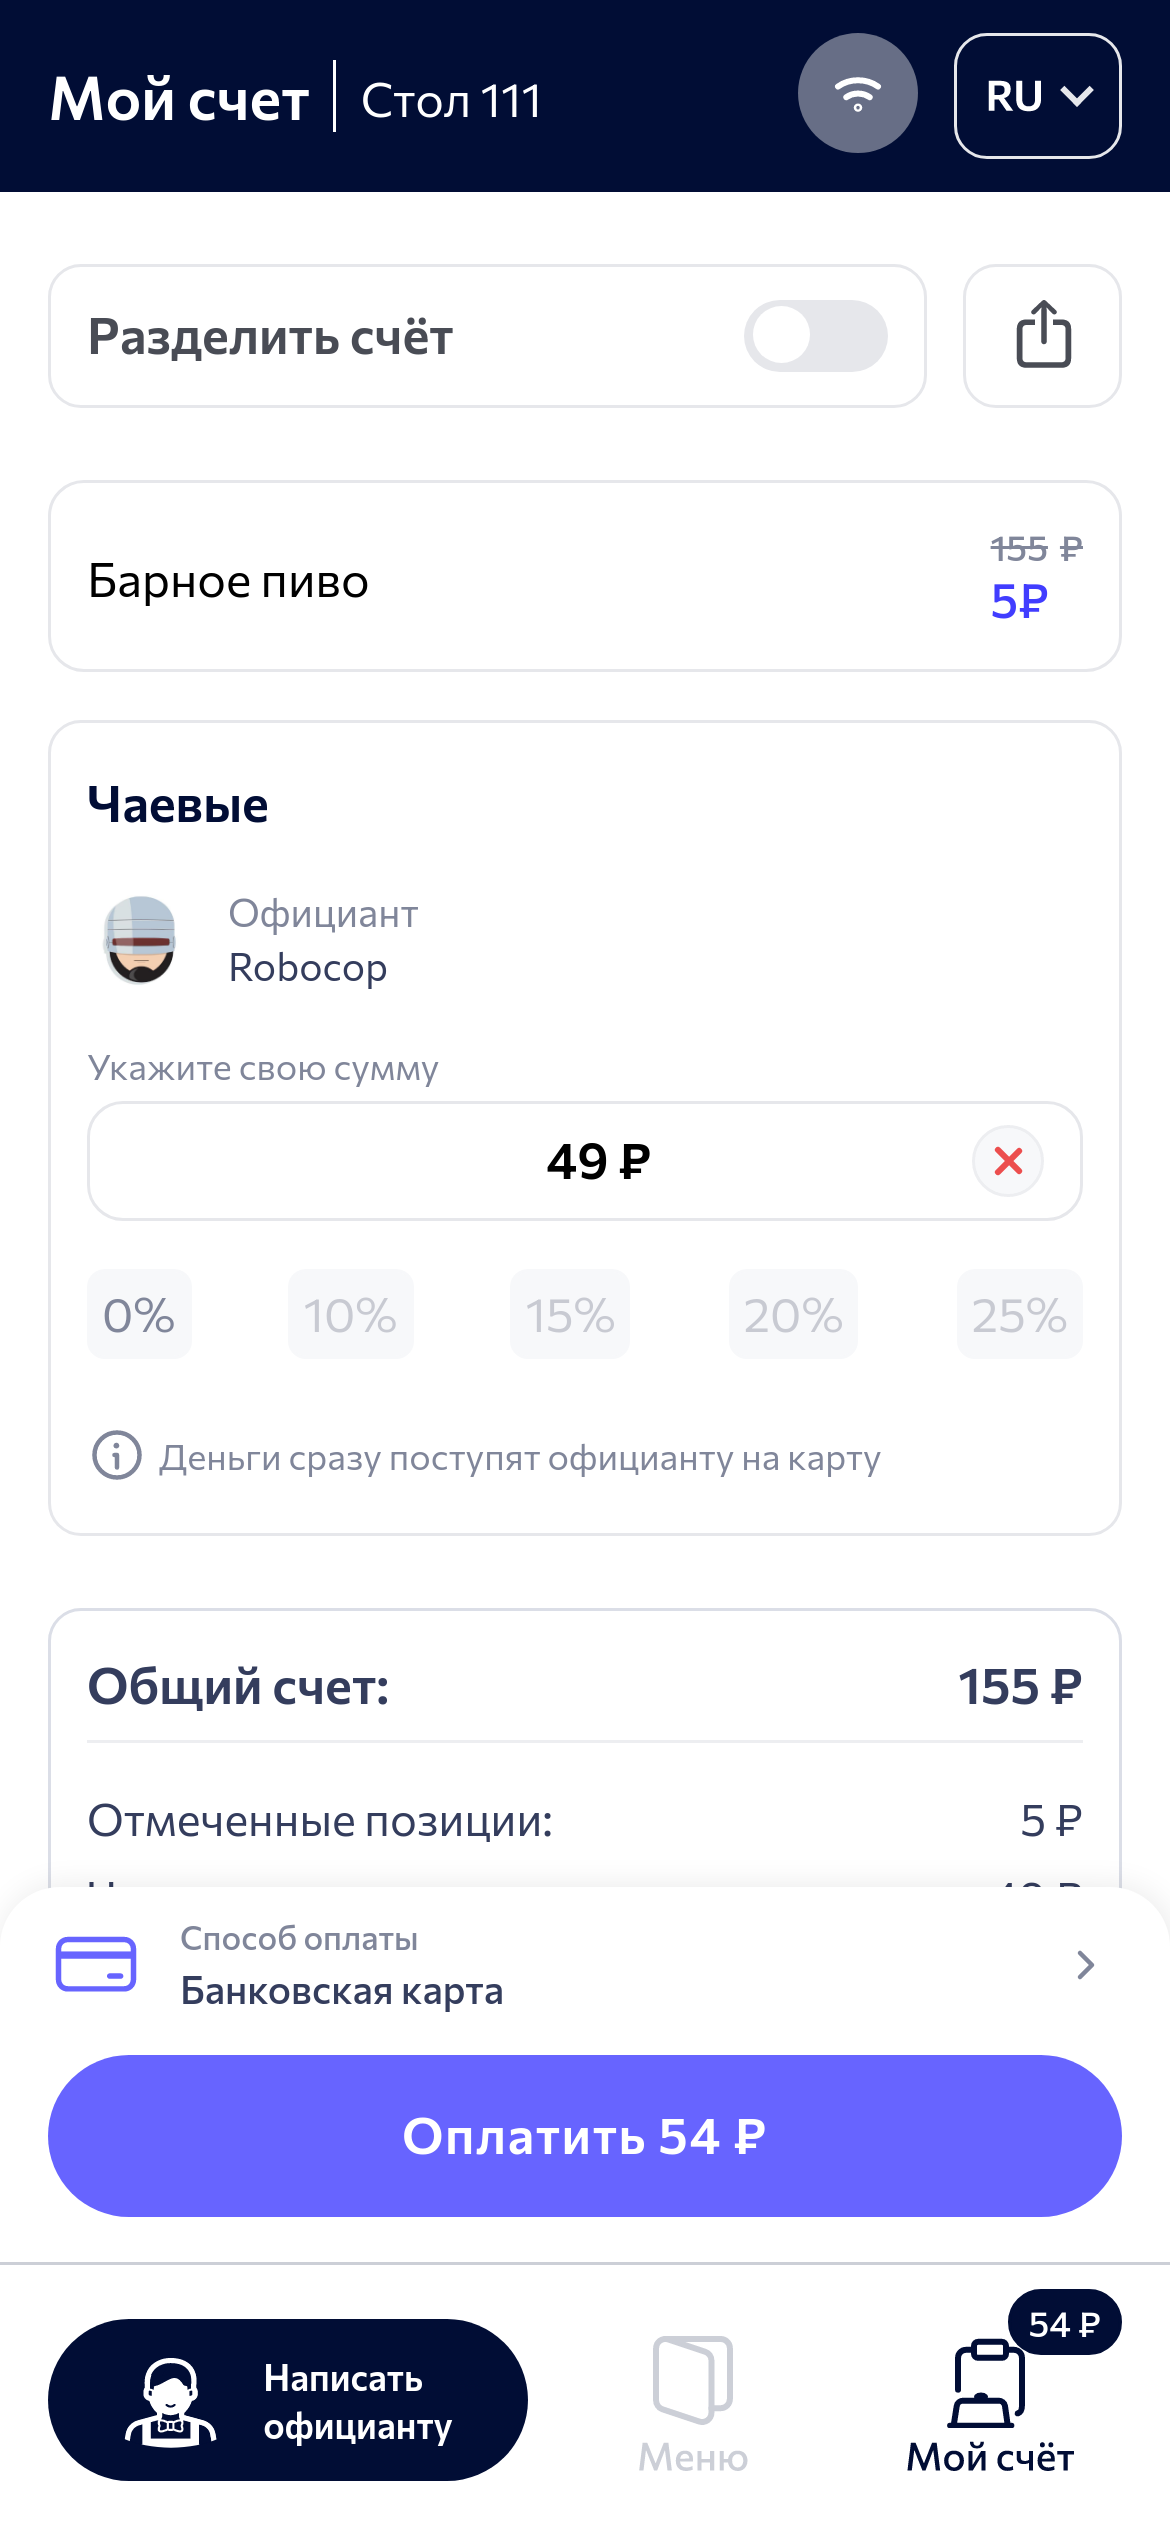 Мой счет
Стол 111
RU
Разделить счёт
Барное пиво
155 ₽
5₽
Чаевые
Официант
Robocop
Укажите свою сумму
49 ₽
0% 10% 15% 20% 25%
Деньги сразу поступят официанту на карту
Общий счет: 155 ₽
Отмеченные позиции: 5 ₽
Способ оплаты
Банковская карта
Оплатить 54 ₽
54 ₽
Написать
официанту
Меню
Мой счёт